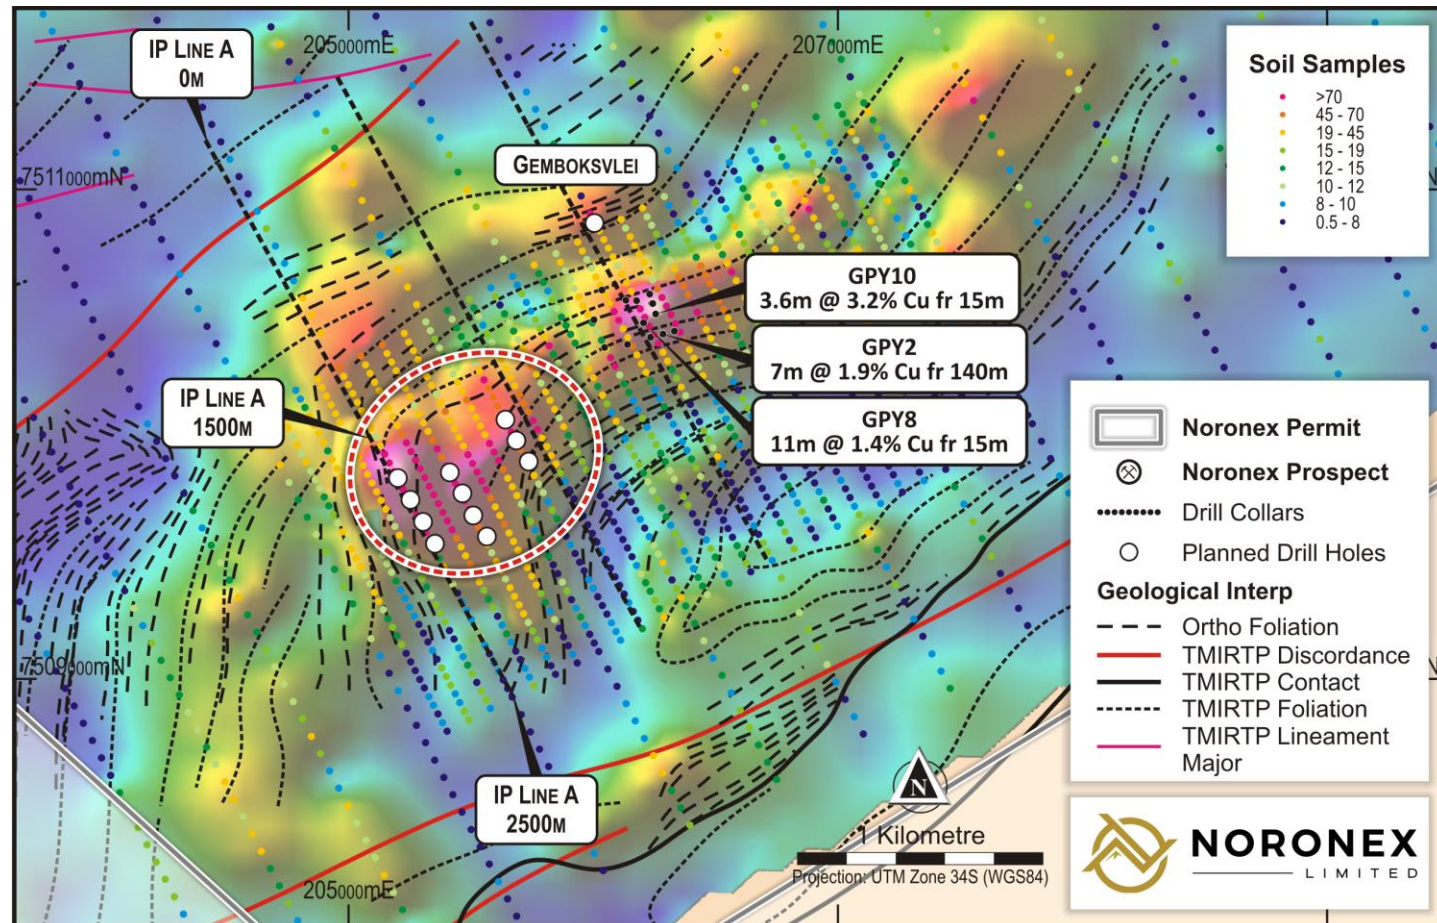 IP LINE A
0M
205000mE
207000mE
GEMBOKSVLEI
7511000mN
N
Soil Samples
>70
45 - 70
19 - 45
15 - 19
12 - 15
10 - 12
8 - 10
0.5 - 8
GPY10
3.6m @ 3.2% Cu fr 15m
GPY2
7m @ 1.9% Cu fr 140m
GPY8
11m @ 1.4% Cu fr 15m
IP LINE A
1500M
7509000mN
N
Noronex Permit
Noronex Prospect
Drill Collars
Planned Drill Holes
Geological Interp
Ortho Foliation
TMIRTP Discordance
TMIRTP Contact
TMIRTP Foliation
TMIRTP Lineament
Major
IP LINE A
2500M
205000mE
N
1 Kilometre
Projection: UTM Zone 34S (WGS84)
NORONEX
LIMITED